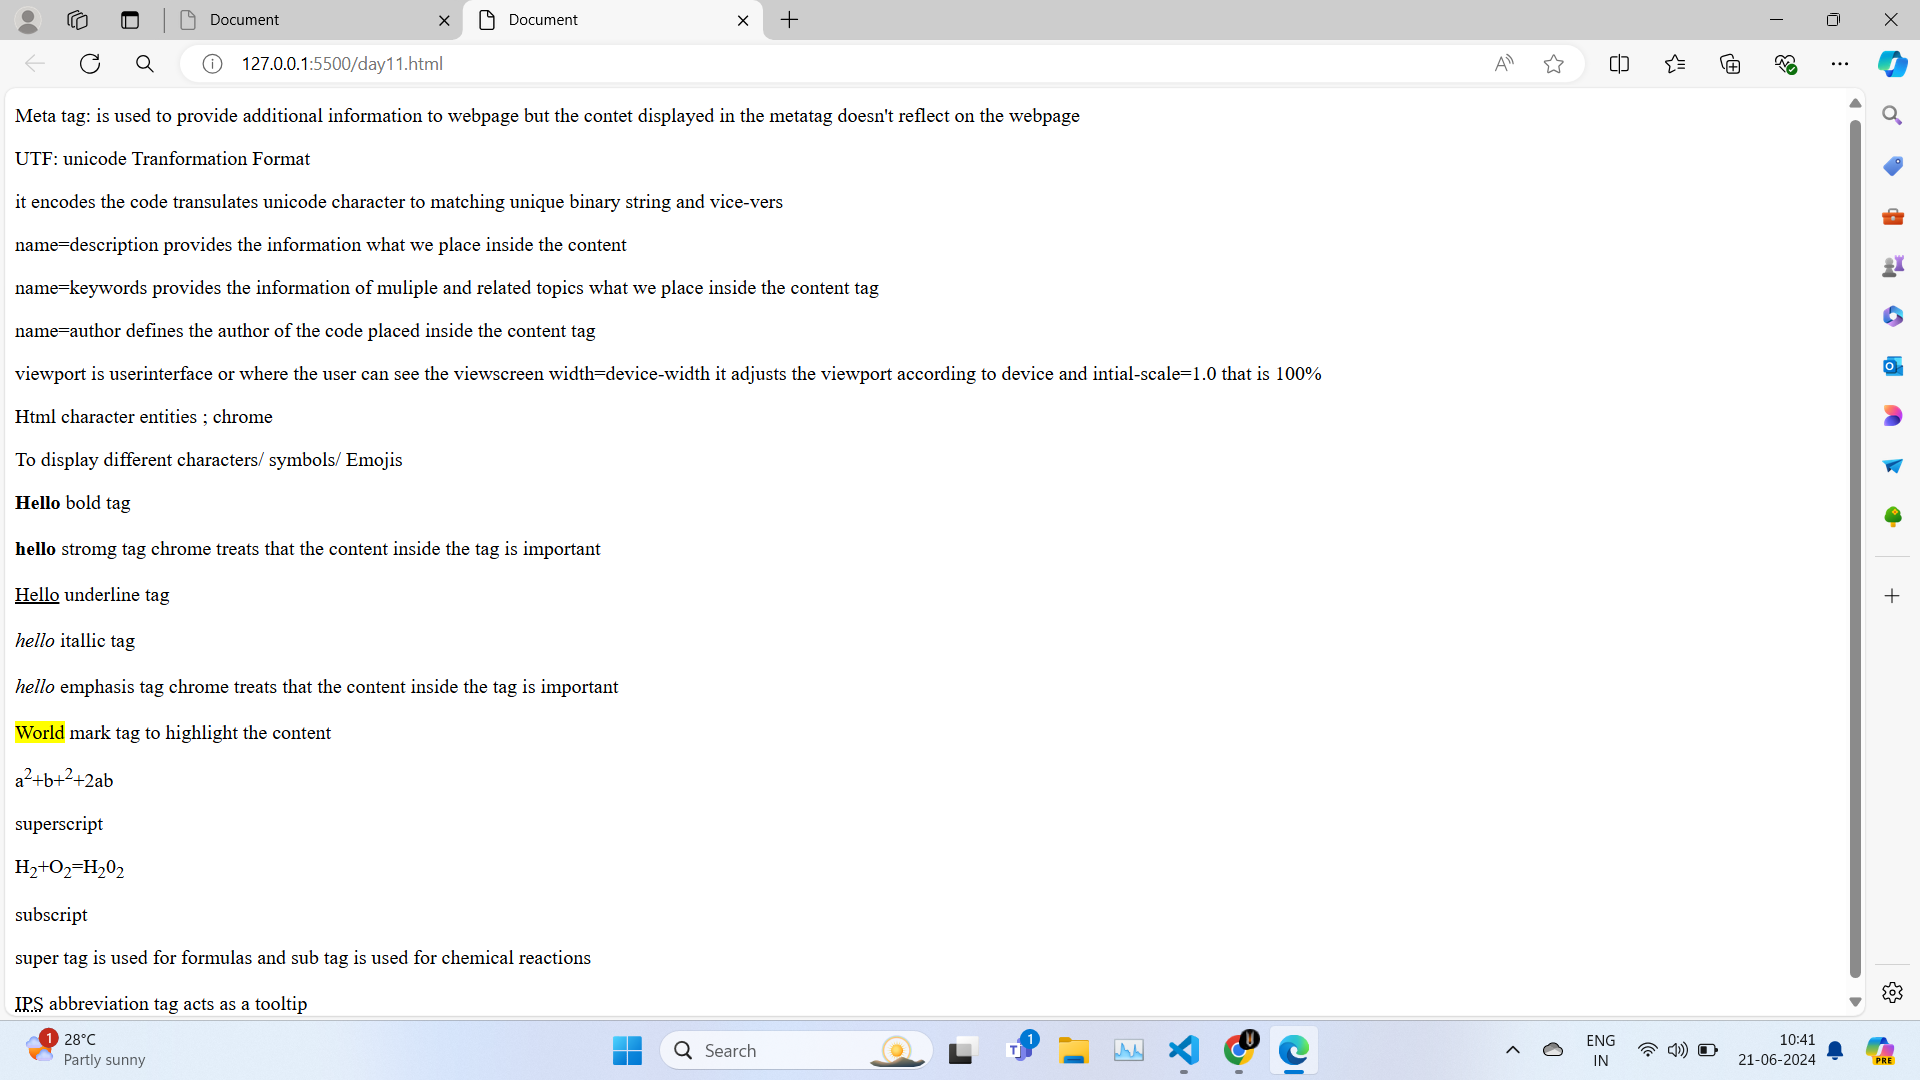 Document
Document
127.0.0.1:5500/day11.html
Meta tag: is used to provide additional information to webpage but the contet displayed in the metatag doesn't reflect on the webpage
UTF: unicode Tranformation Format
it encodes the code transulates unicode character to matching unique binary string and vice-vers
name=description provides the information what we place inside the content
name=keywords provides the information of muliple and related topics what we place inside the content tag
name=author defines the author of the code placed inside the content tag
viewport is userinterface or where the user can see the viewscreen width=device-width it adjusts the viewport according to device and intial-scale=1.0 that is 100%
Html character entities ; chrome
To display different characters/ symbols/ Emojis
Hello bold tag
hello stromg tag chrome treats that the content inside the tag is important
Hello underline tag
hello itallic tag
hello emphasis tag chrome treats that the content inside the tag is important
World mark tag to highlight the content
a²+b+²+2ab
superscript
H₂+O₂=H₂0₂
subscript
super tag is used for formulas and sub tag is used for chemical reactions
IPS abbreviation tag acts as a tooltip
1
28°C
Partly sunny
Search
1
ENG
IN
10:41
21-06-2024
PRE